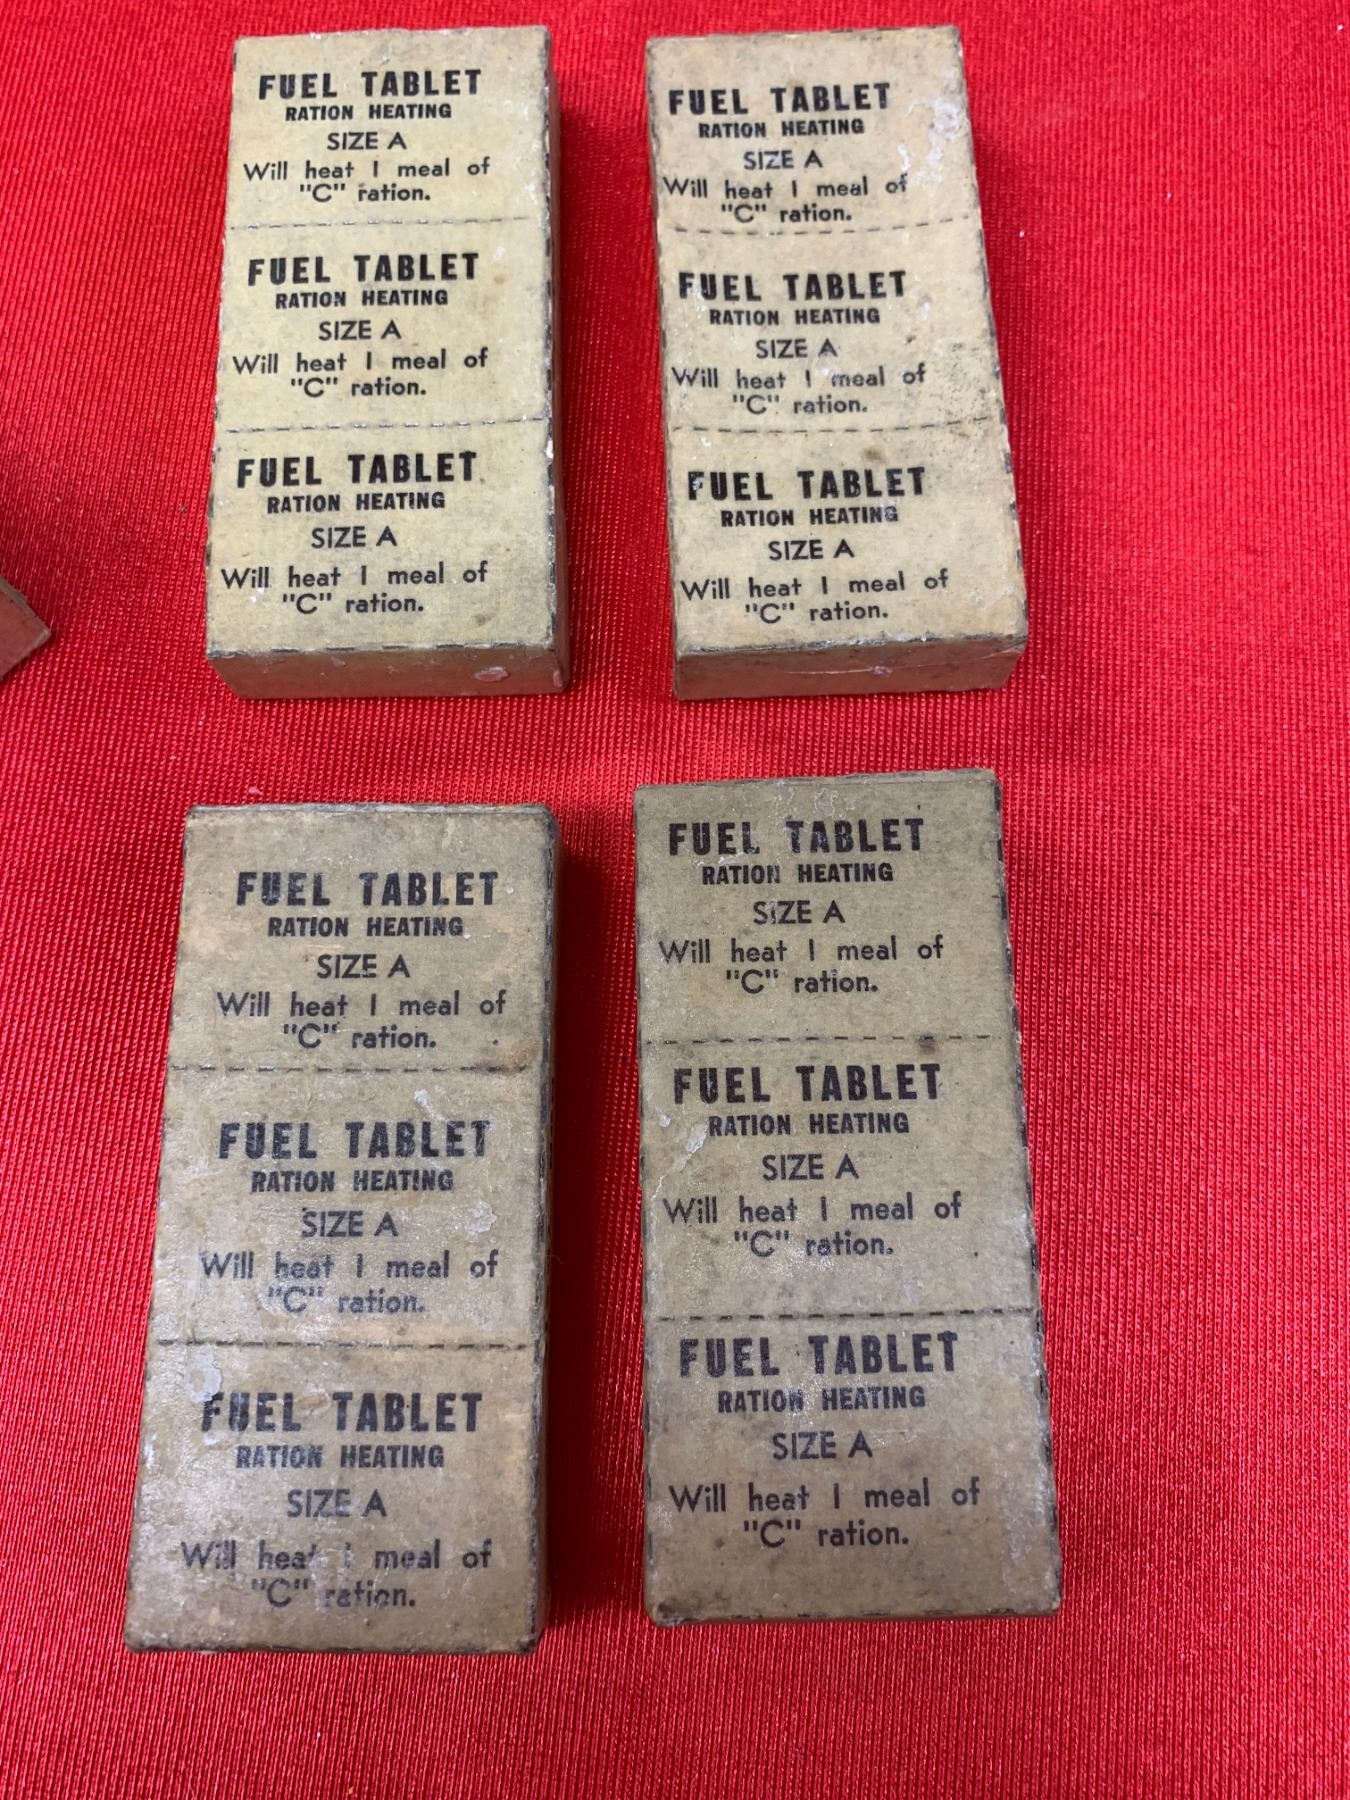 FUEL TABLET
RATION HEATING
SIZE A
Will heat 1 meal of
"C" ration.
FUEL TABLET
RATION HEATING
SIZE A
Will heat 1 meal of
"C" ration.
FUEL TABLET
RATION HEATING
SIZE A
Will heat 1 meal of
"C" ration.
FUEL TABLET
RATION HEATING
SIZE A
Will heat 1 meal of
"C" ration.
FUEL TABLET
RATION HEATING
SIZE A
Will heat 1 meal of
"C" ration.
FUEL TABLET
RATION HEATING
SIZE A
Will heat 1 meal of
"C" ration.
FUEL TABLET
RATION HEATING
SIZE A
Will heat 1 meal of
"C" ration.
FUEL TABLET
RATION HEATING
SIZE A
Will heat 1 meal of
"C" ration.
FUEL TABLET
RATION HEATING
SIZE A
Will heat 1 meal of
"C" ration.
FUEL TABLET
RATION HEATING
SIZE A
Will heat 1 meal of
"C" ration.
FUEL TABLET
RATION HEATING
SIZE A
Will heat 1 meal of
"C" ration.
FUEL TABLET
RATION HEATING
SIZE A
Will heat 1 meal of
"C" ration.